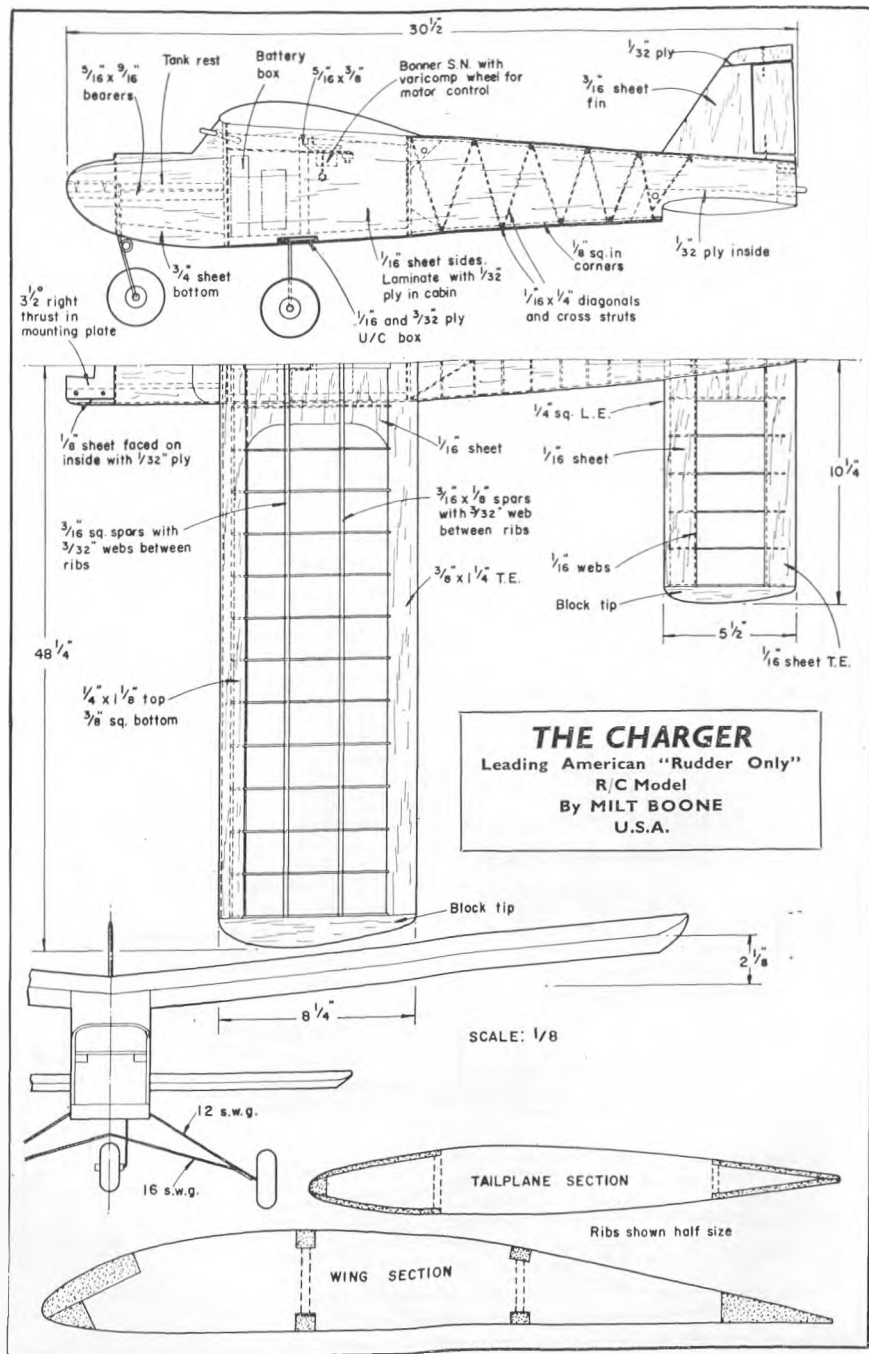 30 1/2"
5/16" x 9/16"
bearers
Tank rest
Battery
box
5/16" x 3/8"
Bonner S.N. with
varicomp wheel for
motor control
1/32"
ply
3/16" sheet
fin
3 1/2° right
thrust in
mounting plate
3/4" sheet
bottom
1/16" sheet sides.
Laminate with 1/32"
ply in cabin
1/16" and 3/32" ply
U/C box
1/8" sq. in
corners
1/16" x 1/4" diagonals
and cross struts
1/32" ply inside
1/8" sheet faced on
inside with 1/32" ply
1/16" sheet
1/4" sq. L.E.
1/16" sheet
10 1/4"
3/16" sq. spars with
3/32" webs between
ribs
3/16" x 1/8" spars
with 3/32" web
between ribs
3/8" x 1 1/4" T.E.
1/16" webs
Block tip
5 1/2"
1/16" sheet T.E.
48 1/4"
1/4" x 1 1/8" top
3/8" sq. bottom
THE CHARGER
Leading American "Rudder Only"
R/C Model
By MILT BOONE
U.S.A.
Block tip
2 1/8"
8 1/4"
SCALE: 1/8
12 s.w.g.
16 s.w.g.
TAILPLANE SECTION
Ribs shown half size
WING SECTION